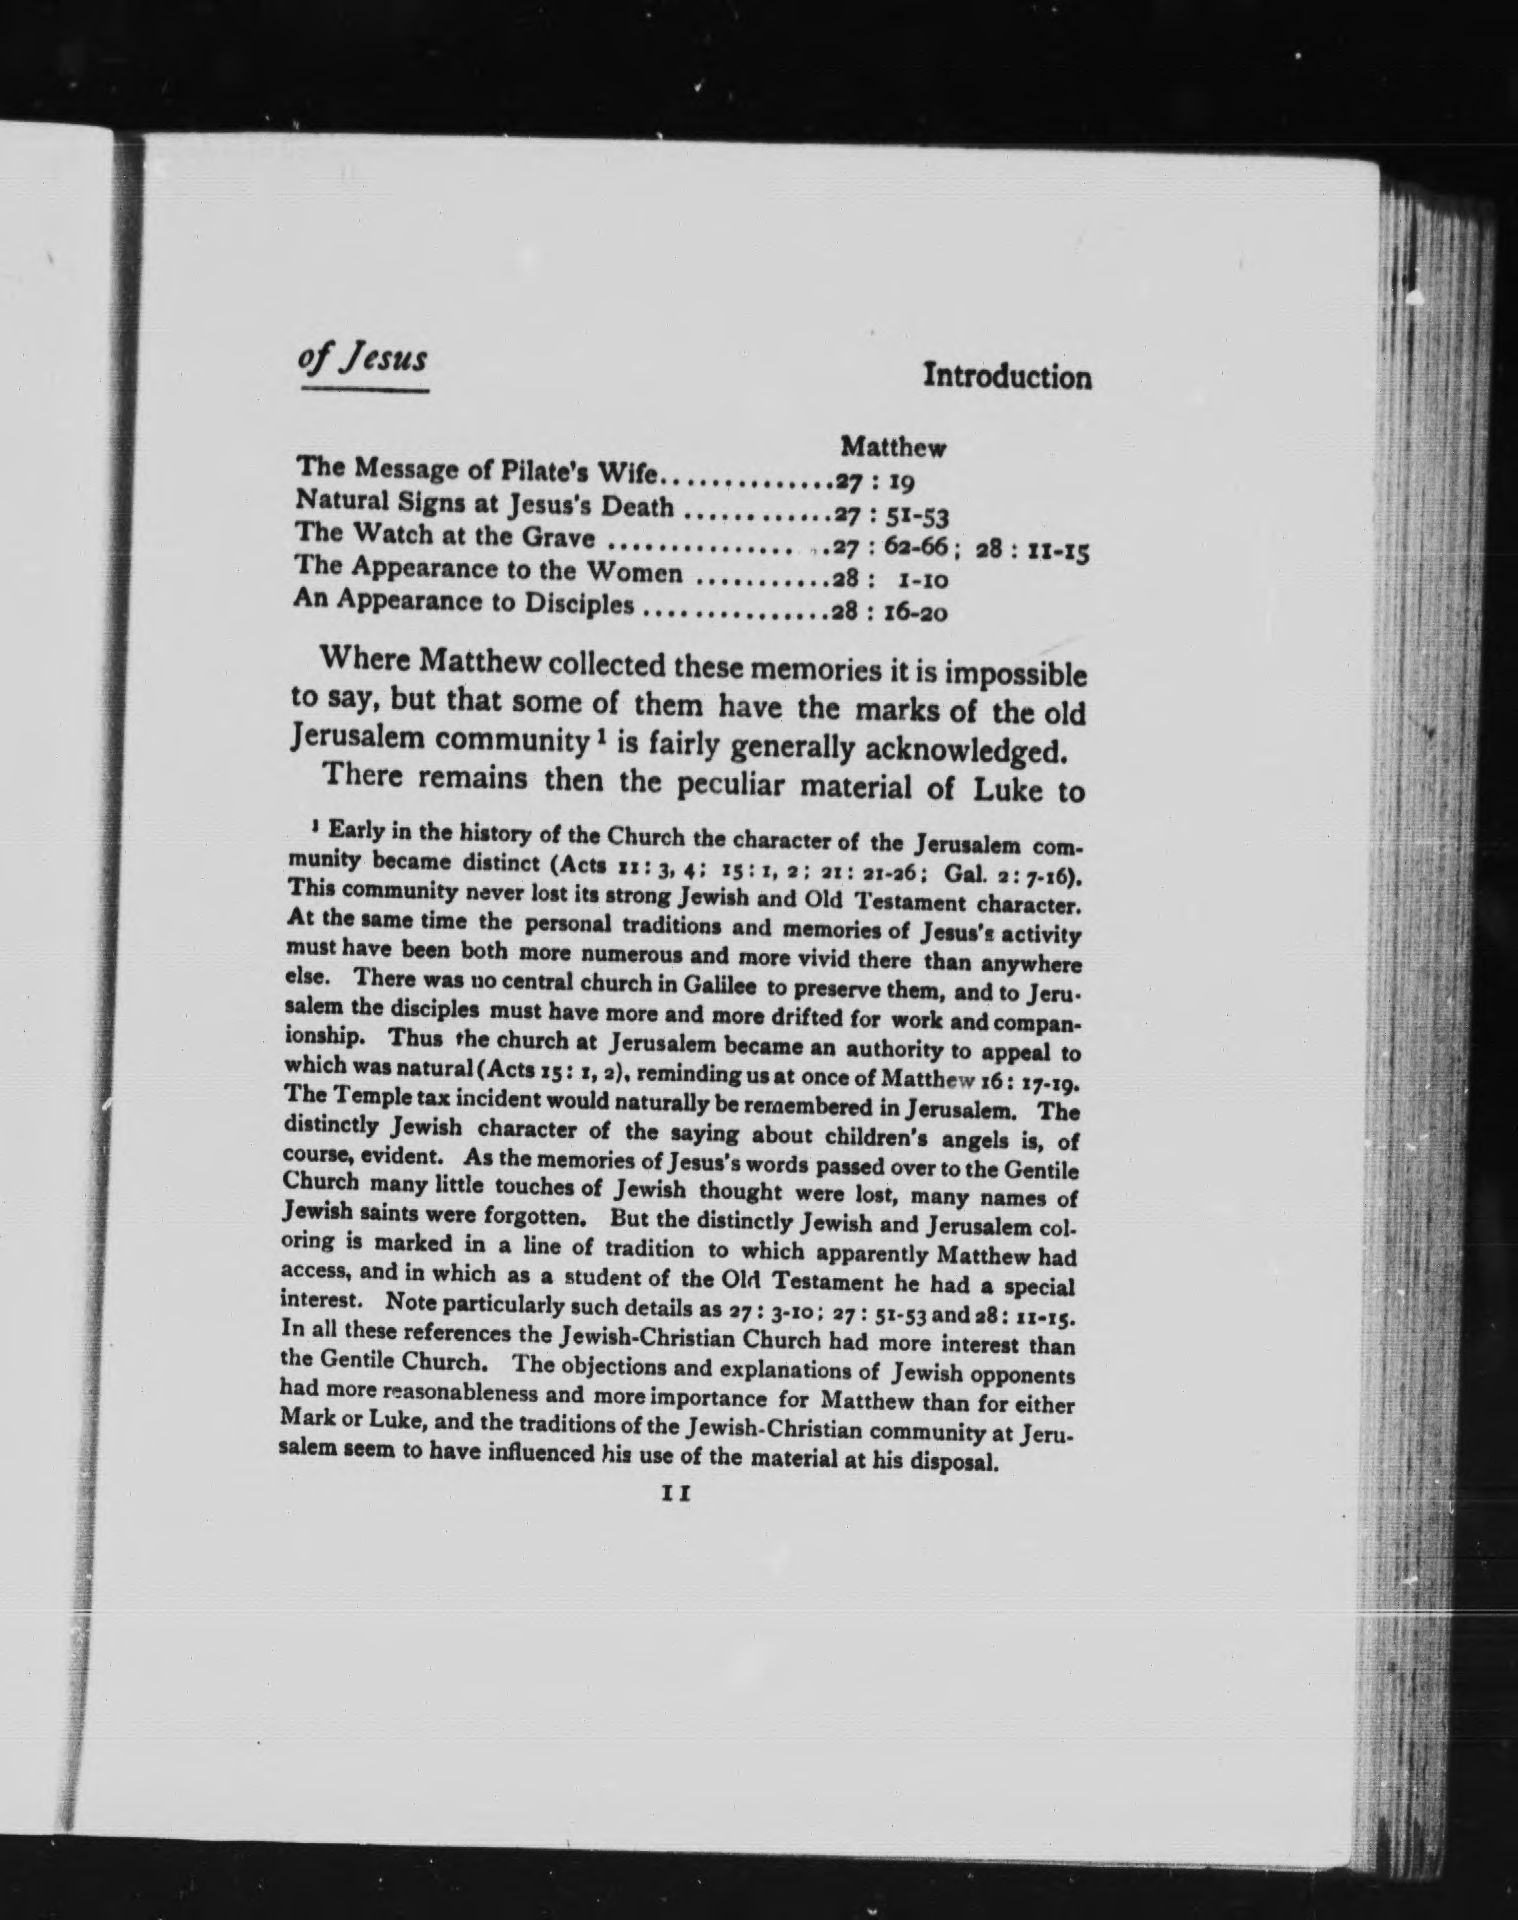 of Jesus Introduction
Matthew
The Message of Pilate's Wife..............27 : 19
Natural Signs at Jesus's Death ............27 : 51-53
The Watch at the Grave ............... ..27 : 62-66; 28 : 11-15
The Appearance to the Women ...........28 : 1-10
An Appearance to Disciples ...............28 : 16-20
Where Matthew collected these memories it is impossible
to say, but that some of them have the marks of the old
Jerusalem community¹ is fairly generally acknowledged.
There remains then the peculiar material of Luke to
¹ Early in the history of the Church the character of the Jerusalem com-
munity became distinct (Acts 11: 3, 4; 15: 1, 2; 21: 21-26; Gal. 2: 7-16).
This community never lost its strong Jewish and Old Testament character.
At the same time the personal traditions and memories of Jesus's activity
must have been both more numerous and more vivid there than anywhere
else. There was no central church in Galilee to preserve them, and to Jeru-
salem the disciples must have more and more drifted for work and compan-
ionship. Thus the church at Jerusalem became an authority to appeal to
which was natural (Acts 15: 1, 2), reminding us at once of Matthew 16: 17-19.
The Temple tax incident would naturally be remembered in Jerusalem. The
distinctly Jewish character of the saying about children's angels is, of
course, evident. As the memories of Jesus's words passed over to the Gentile
Church many little touches of Jewish thought were lost, many names of
Jewish saints were forgotten. But the distinctly Jewish and Jerusalem col-
oring is marked in a line of tradition to which apparently Matthew had
access, and in which as a student of the Old Testament he had a special
interest. Note particularly such details as 27: 3-10; 27: 51-53 and 28: 11-15.
In all these references the Jewish-Christian Church had more interest than
the Gentile Church. The objections and explanations of Jewish opponents
had more reasonableness and more importance for Matthew than for either
Mark or Luke, and the traditions of the Jewish-Christian community at Jeru-
salem seem to have influenced his use of the material at his disposal.
11